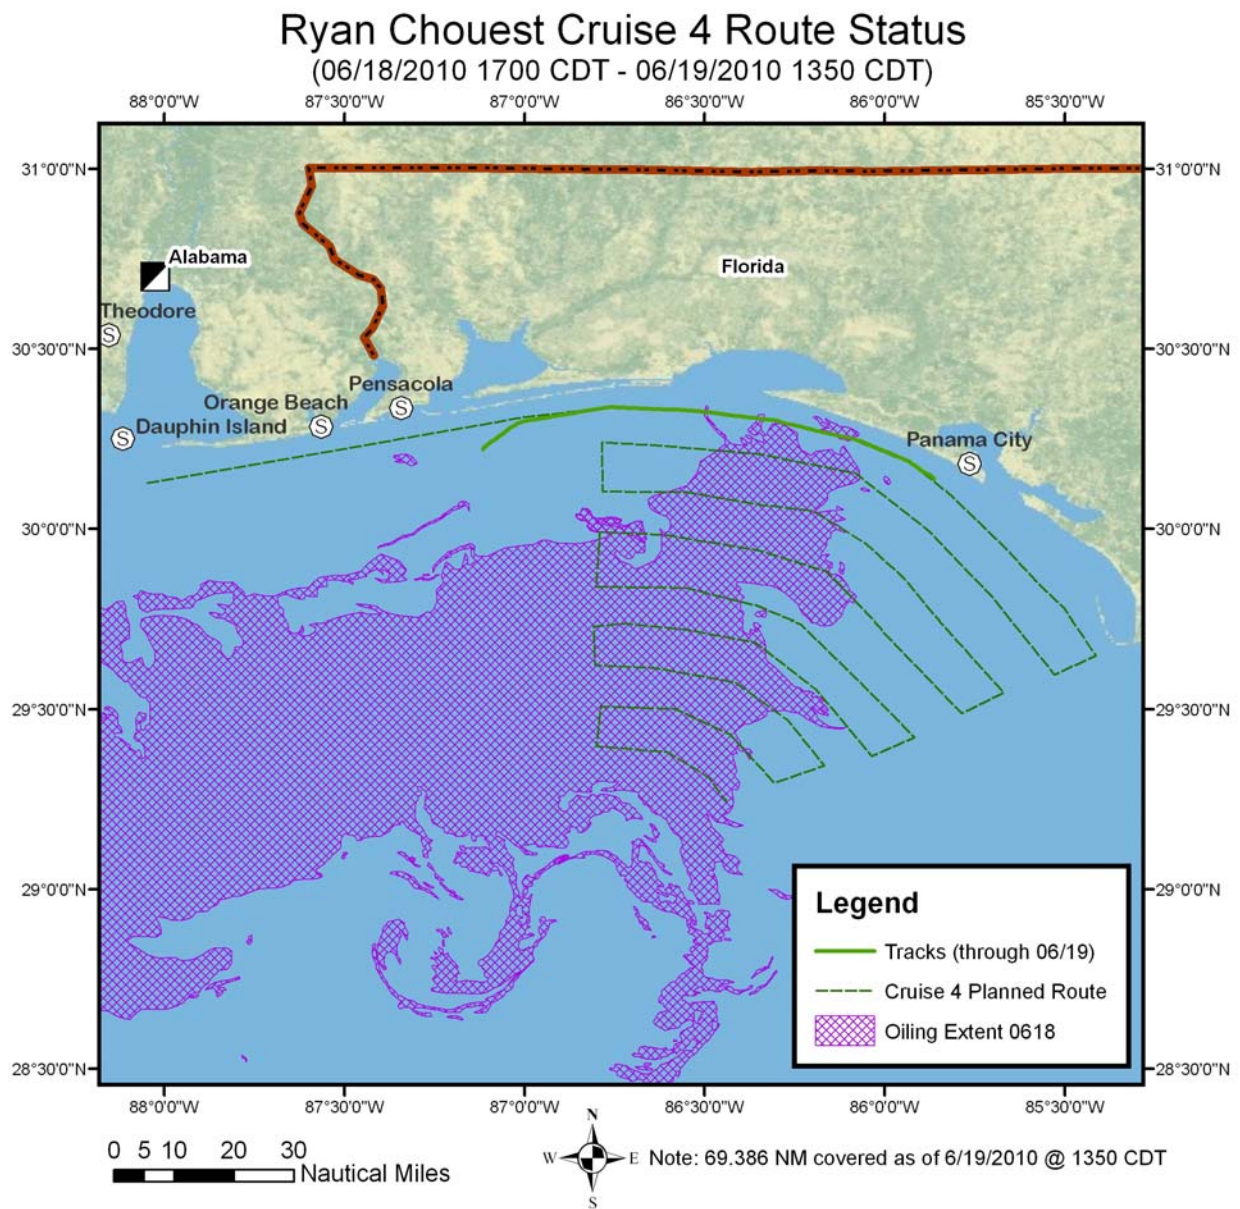 Ryan Chouest Cruise 4 Route Status
(06/18/2010 1700 CDT - 06/19/2010 1350 CDT)
88°0'0"W 87°30'0"W 87°0'0"W 86°30'0"W 86°0'0"W 85°30'0"W
31°0'0"N 31°0'0"N
Alabama Florida
Theodore
S
30°30'0"N 30°30'0"N
Pensacola
Orange Beach S
Dauphin Island S
S
Panama City
S
30°0'0"N 30°0'0"N
29°30'0"N 29°30'0"N
29°0'0"N 29°0'0"N
Legend
Tracks (through 06/19)
Cruise 4 Planned Route
Oiling Extent 0618
28°30'0"N 28°30'0"N
88°0'0"W 87°30'0"W 87°0'0"W 86°30'0"W 86°0'0"W 85°30'0"W
0 5 10 20 30
Nautical Miles
N
W E
S
Note: 69.386 NM covered as of 6/19/2010 @ 1350 CDT